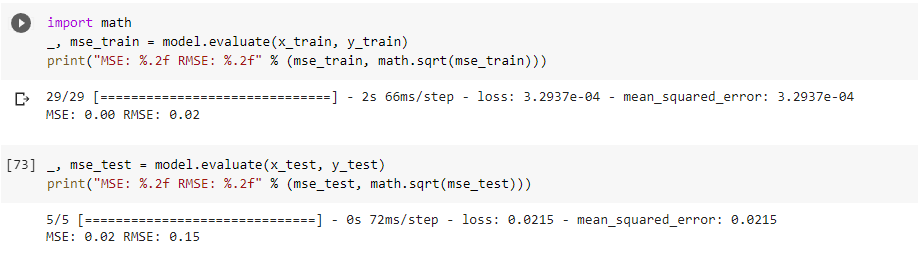 import math
_, mse_train = model.evaluate(x_train, y_train)
print("MSE: %.2f RMSE: %.2f" % (mse_train, math.sqrt(mse_train)))
29/29 [==============================] - 2s 66ms/step - loss: 3.2937e-04 - mean_squared_error: 3.2937e-04
MSE: 0.00 RMSE: 0.02
[73] _, mse_test = model.evaluate(x_test, y_test)
print("MSE: %.2f RMSE: %.2f" % (mse_test, math.sqrt(mse_test)))
5/5 [==============================] - 0s 72ms/step - loss: 0.0215 - mean_squared_error: 0.0215
MSE: 0.02 RMSE: 0.15